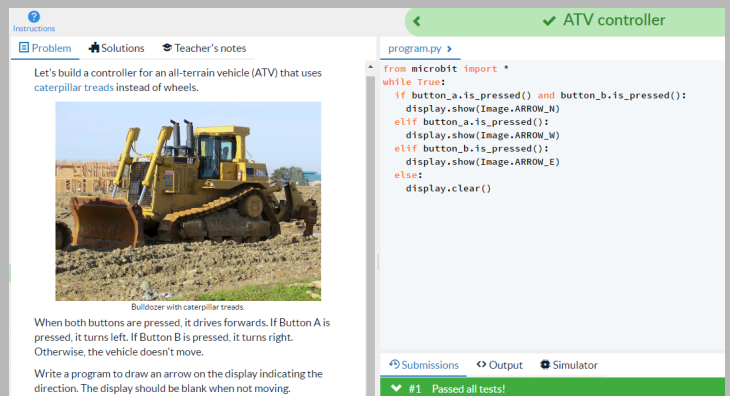 Instructions
ATV controller
Problem
Solutions
Teacher's notes
Let's build a controller for an all-terrain vehicle (ATV) that uses
caterpillar treads instead of wheels.
Bulldozer with caterpillar treads.
When both buttons are pressed, it drives forwards. If Button A is
pressed, it turns left. If Button B is pressed, it turns right.
Otherwise, the vehicle doesn't move.
Write a program to draw an arrow on the display indicating the
direction. The display should be blank when not moving.
program.py
from microbit import *
while True:
  if button_a.is_pressed() and button_b.is_pressed():
    display.show(Image.ARROW_N)
  elif button_a.is_pressed():
    display.show(Image.ARROW_W)
  elif button_b.is_pressed():
    display.show(Image.ARROW_E)
  else:
    display.clear()
Submissions
Output
Simulator
#1 Passed all tests!